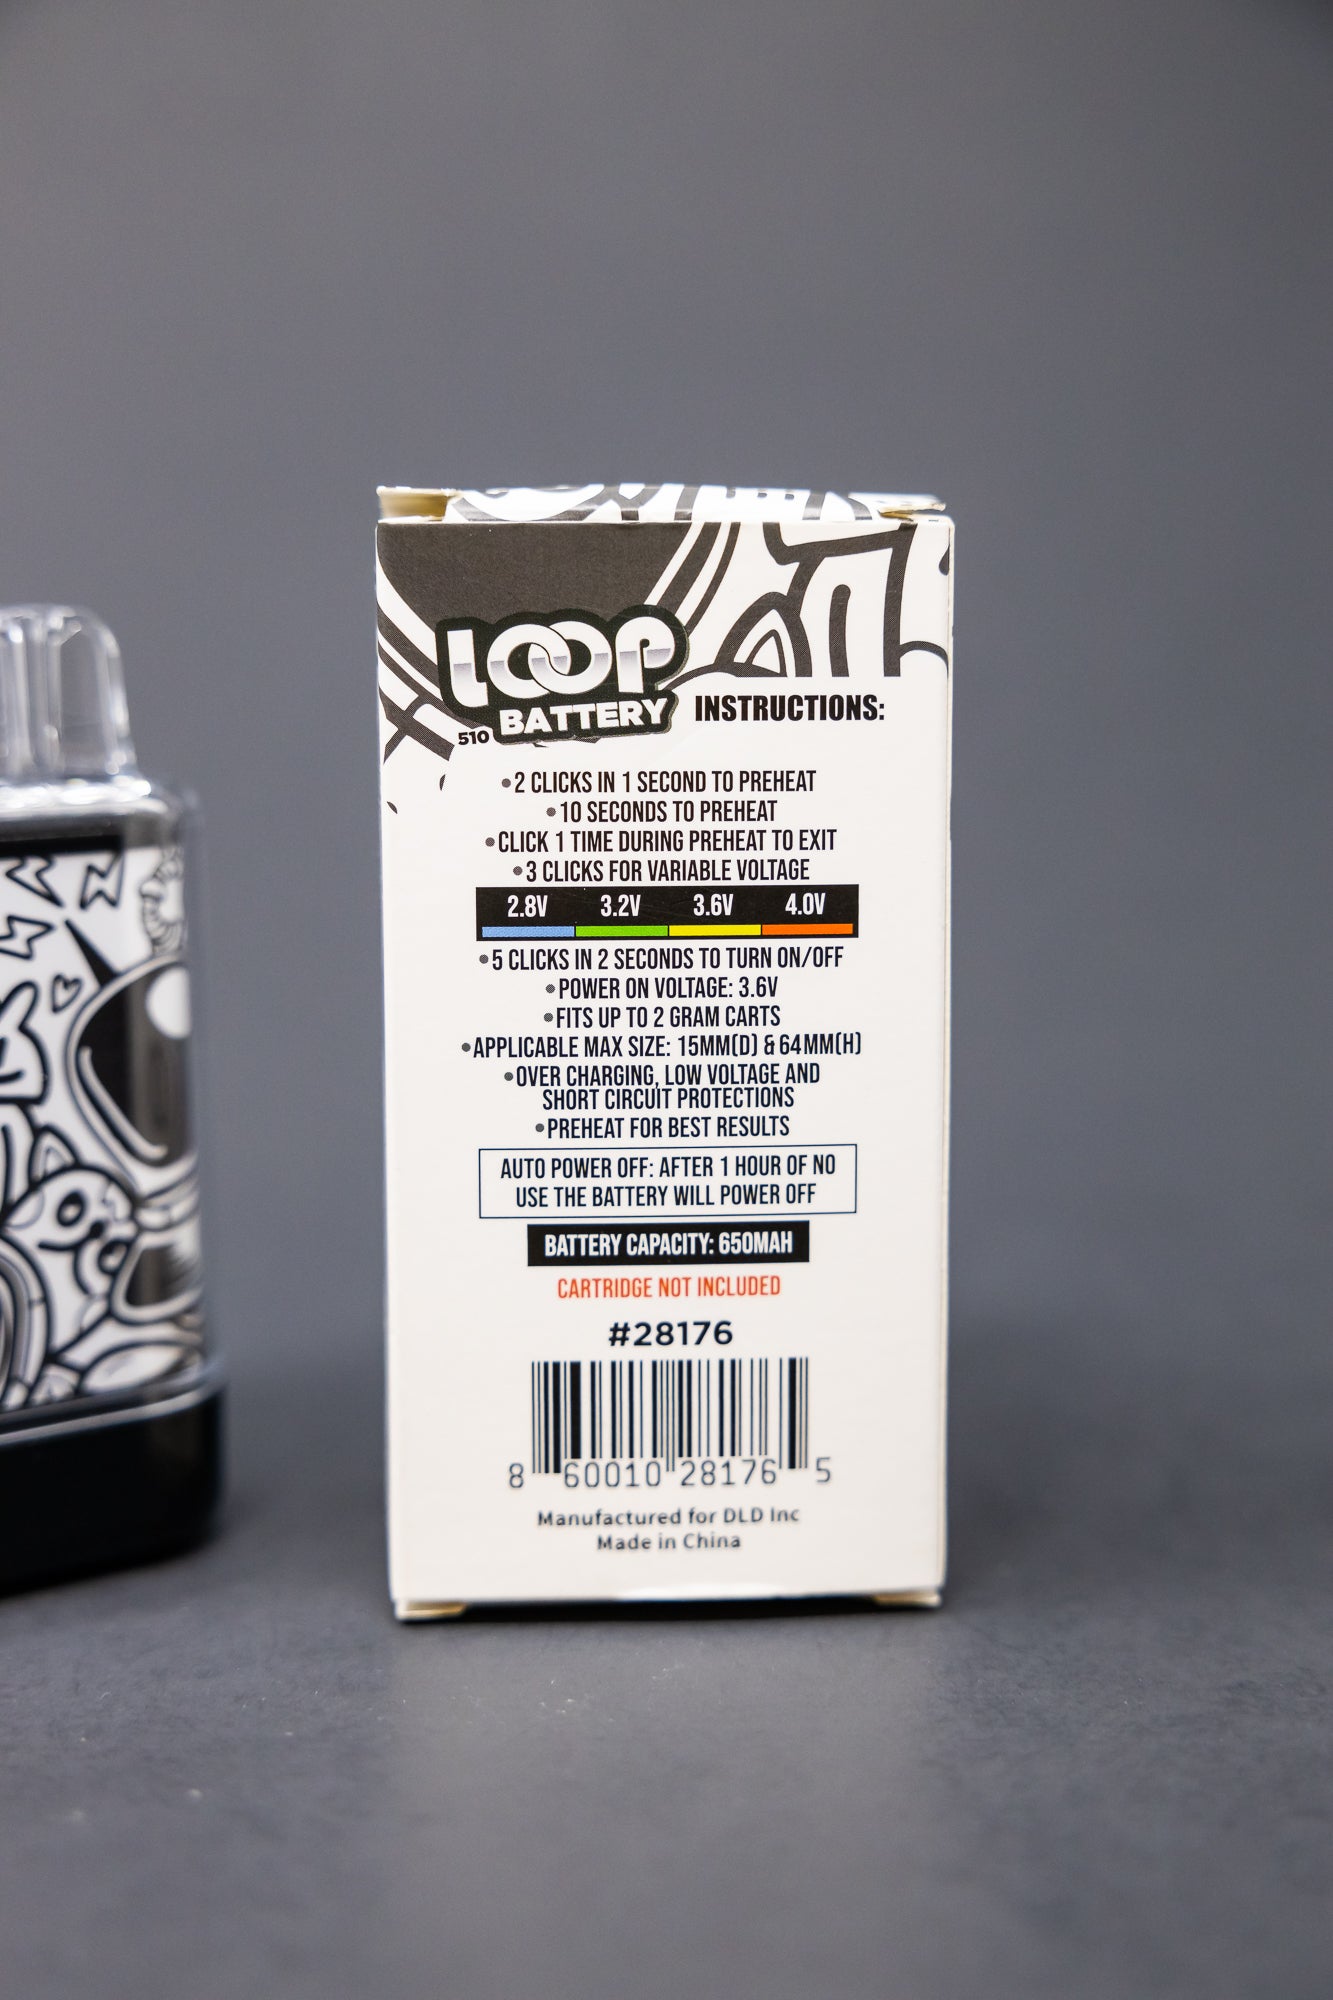 LOOP
510 BATTERY INSTRUCTIONS:
•2 CLICKS IN 1 SECOND TO PREHEAT
•10 SECONDS TO PREHEAT
•CLICK 1 TIME DURING PREHEAT TO EXIT
•3 CLICKS FOR VARIABLE VOLTAGE
2.8V 3.2V 3.6V 4.0V
•5 CLICKS IN 2 SECONDS TO TURN ON/OFF
•POWER ON VOLTAGE: 3.6V
•FITS UP TO 2 GRAM CARTS
•APPLICABLE MAX SIZE: 15MM(D) & 64MM(H)
•OVER CHARGING, LOW VOLTAGE AND
SHORT CIRCUIT PROTECTIONS
•PREHEAT FOR BEST RESULTS
AUTO POWER OFF: AFTER 1 HOUR OF NO
USE THE BATTERY WILL POWER OFF
BATTERY CAPACITY: 650MAH
CARTRIDGE NOT INCLUDED
#28176
8 60010 28176 5
Manufactured for DLD Inc
Made in China